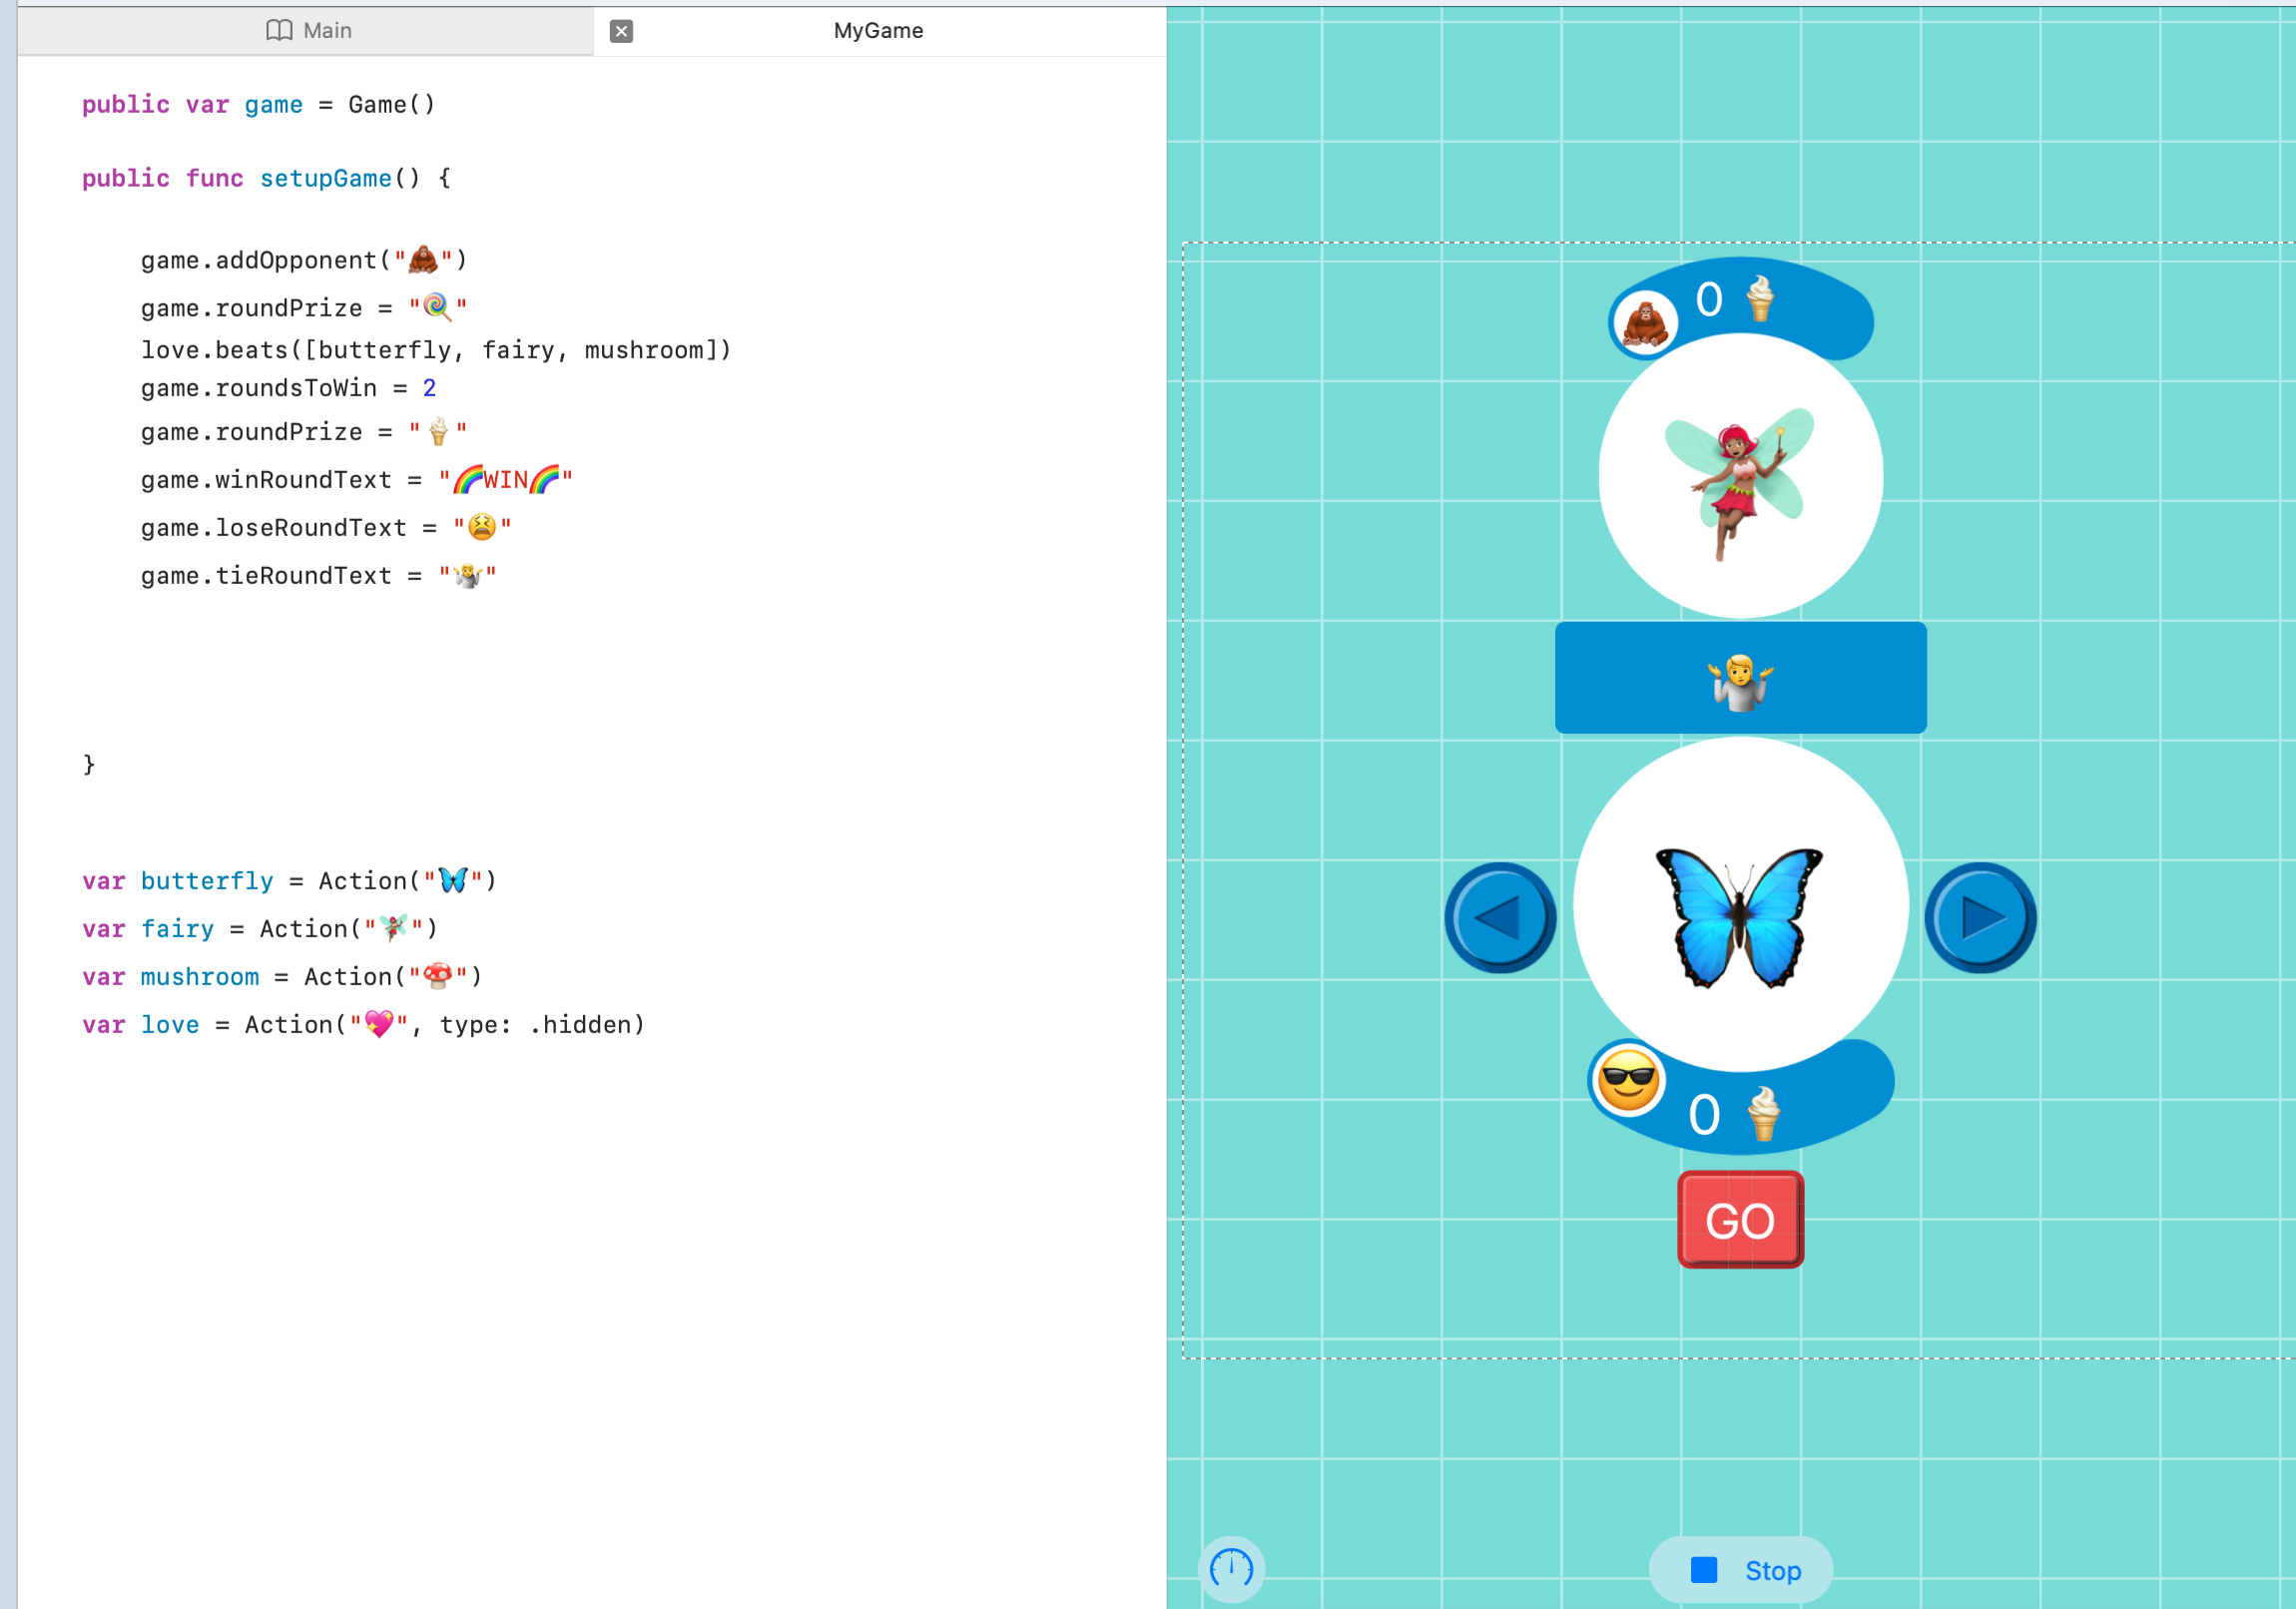 Main
MyGame
public var game = Game()
public func setupGame() {
game.addOpponent("🦧")
game.roundPrize = "🍭"
love.beats([butterfly, fairy, mushroom])
game.roundsToWin = 2
game.roundPrize = "🍦"
game.winRoundText = "🌈WIN🌈"
game.loseRoundText = "😫"
game.tieRoundText = "🤷‍♂️"
}
var butterfly = Action("🦋")
var fairy = Action("🧚🏽‍♀️")
var mushroom = Action("🍄")
var love = Action("💖", type: .hidden)
0
0
GO
Stop